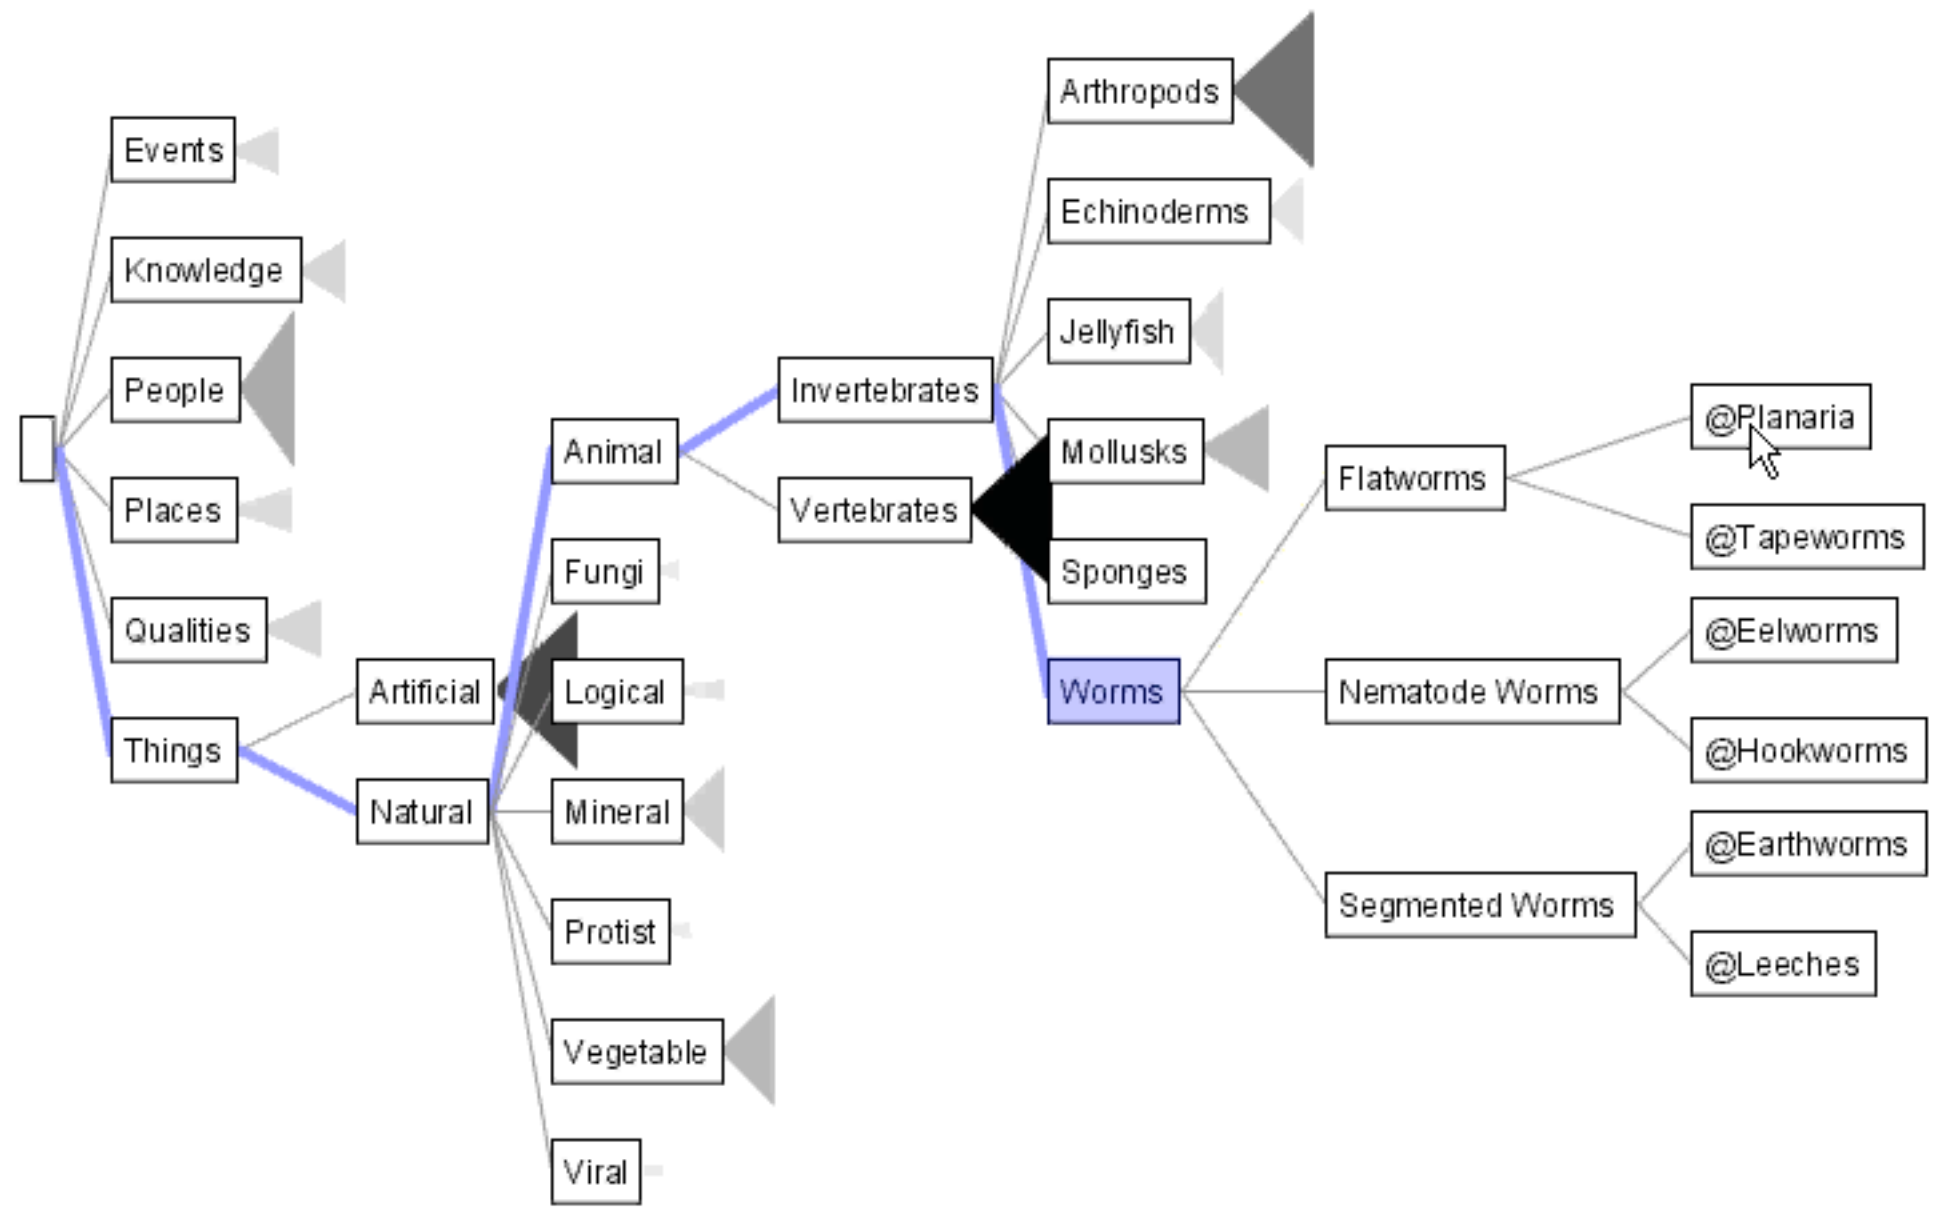 Events
Knowledge
People
Places
Qualities
Things
Artificial
Natural
Animal
Fungi
Logical
Mineral
Protist
Vegetable
Viral
Invertebrates
Vertebrates
Arthropods
Echinoderms
Jellyfish
Mollusks
Sponges
Worms
Flatworms
Nematode Worms
Segmented Worms
@Planaria
@Tapeworms
@Eelworms
@Hookworms
@Earthworms
@Leeches